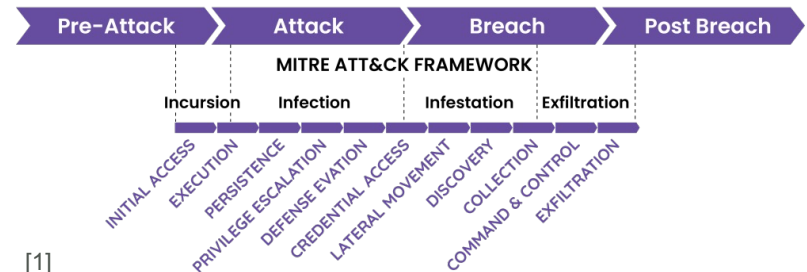 Pre-Attack Attack Breach Post Breach
MITRE ATT&CK FRAMEWORK
Incursion Infection Infestation Exfiltration
INITIAL ACCESS
EXECUTION
PERSISTENCE
PRIVILEGE ESCALATION
DEFENSE EVATION
CREDENTIAL ACCESS
LATERAL MOVEMENT
DISCOVERY
COLLECTION
COMMAND & CONTROL
EXFILTRATION
[1]